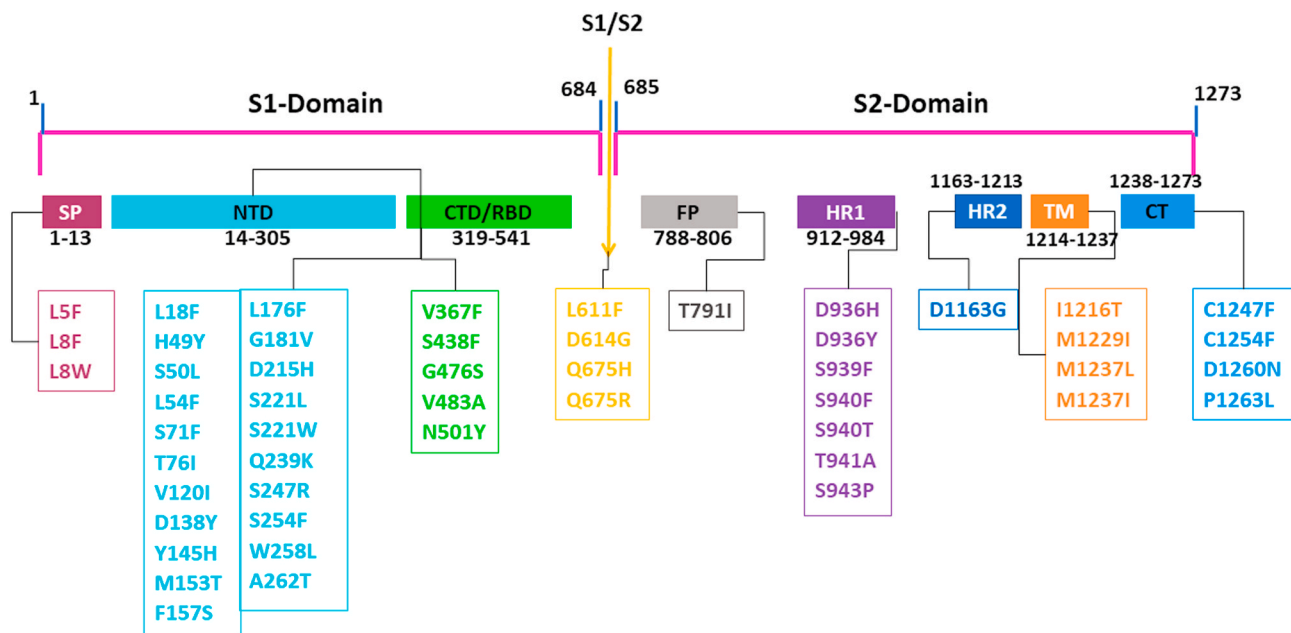 S1/S2
1
S1-Domain
684
685
S2-Domain
1273
1163-1213
1238-1273
SP
NTD
CTD/RBD
FP
HR1
HR2
TM
CT
1-13
14-305
319-541
788-806
912-984
1214-1237
L5F
L8F
L8W
L18F
H49Y
S50L
L54F
S71F
T76I
V120I
D138Y
Y145H
M153T
F157S
L176F
G181V
D215H
S221L
S221W
Q239K
S247R
S254F
W258L
A262T
V367F
S438F
G476S
V483A
N501Y
L611F
D614G
Q675H
Q675R
T791I
D936H
D936Y
S939F
S940F
S940T
T941A
S943P
D1163G
I1216T
M1229I
M1237L
M1237I
C1247F
C1254F
D1260N
P1263L